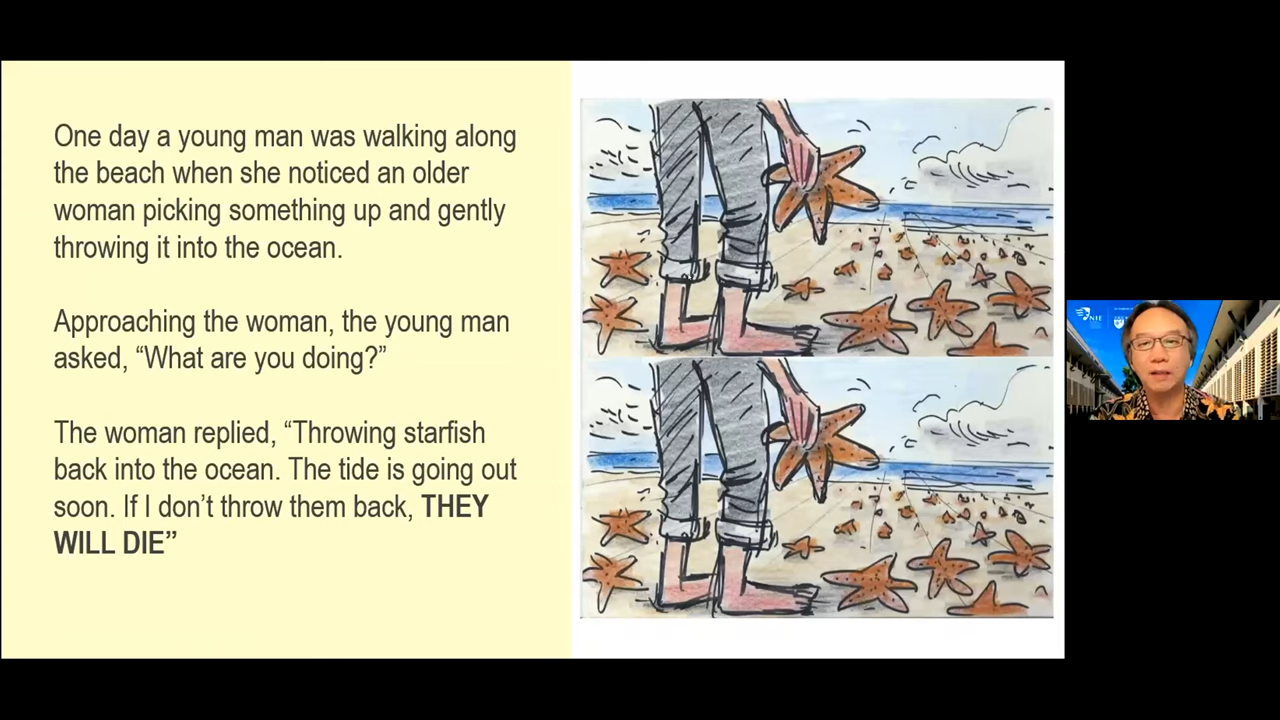 One day a young man was walking along
the beach when she noticed an older
woman picking something up and gently
throwing it into the ocean.
Approaching the woman, the young man
asked, “What are you doing?”
The woman replied, “Throwing starfish
back into the ocean. The tide is going out
soon. If I don’t throw them back, THEY
WILL DIE”
NIE